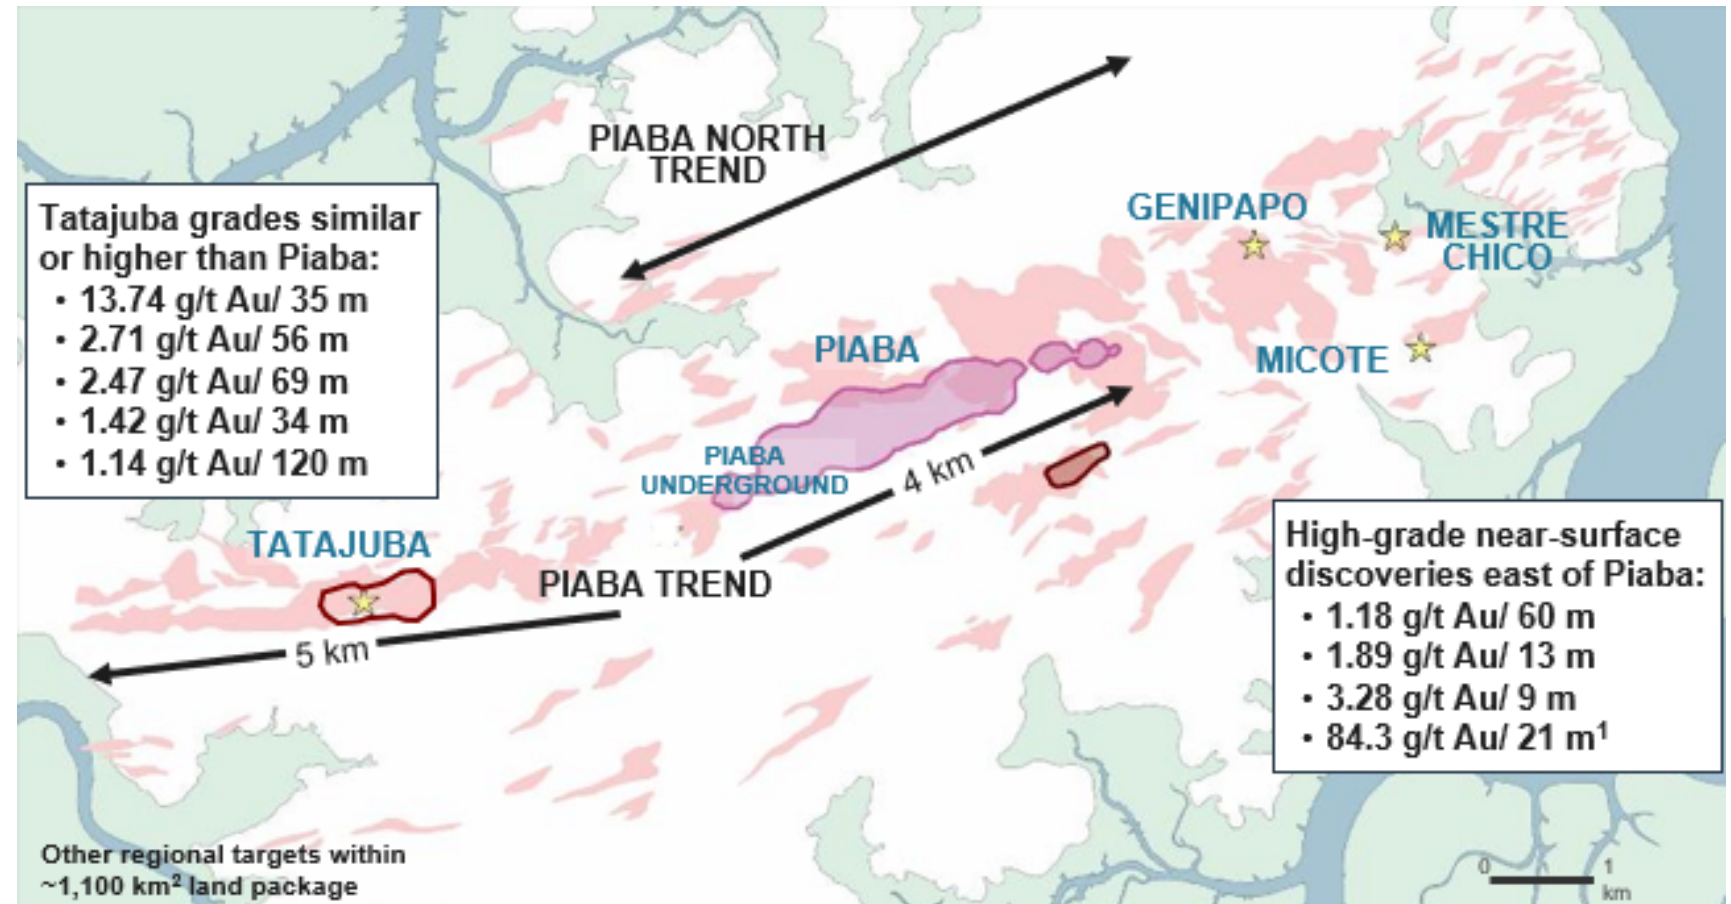 PIABA NORTH
TREND
Tatajuba grades similar
or higher than Piaba:
• 13.74 g/t Au/ 35 m
• 2.71 g/t Au/ 56 m
• 2.47 g/t Au/ 69 m
• 1.42 g/t Au/ 34 m
• 1.14 g/t Au/ 120 m
GENIPAPO
MESTRE
CHICO
PIABA
MICOTE
PIABA
UNDERGROUND
4 km
TATAJUBA
PIABA TREND
5 km
High-grade near-surface
discoveries east of Piaba:
• 1.18 g/t Au/ 60 m
• 1.89 g/t Au/ 13 m
• 3.28 g/t Au/ 9 m
• 84.3 g/t Au/ 21 m¹
Other regional targets within
~1,100 km² land package
0 1
km